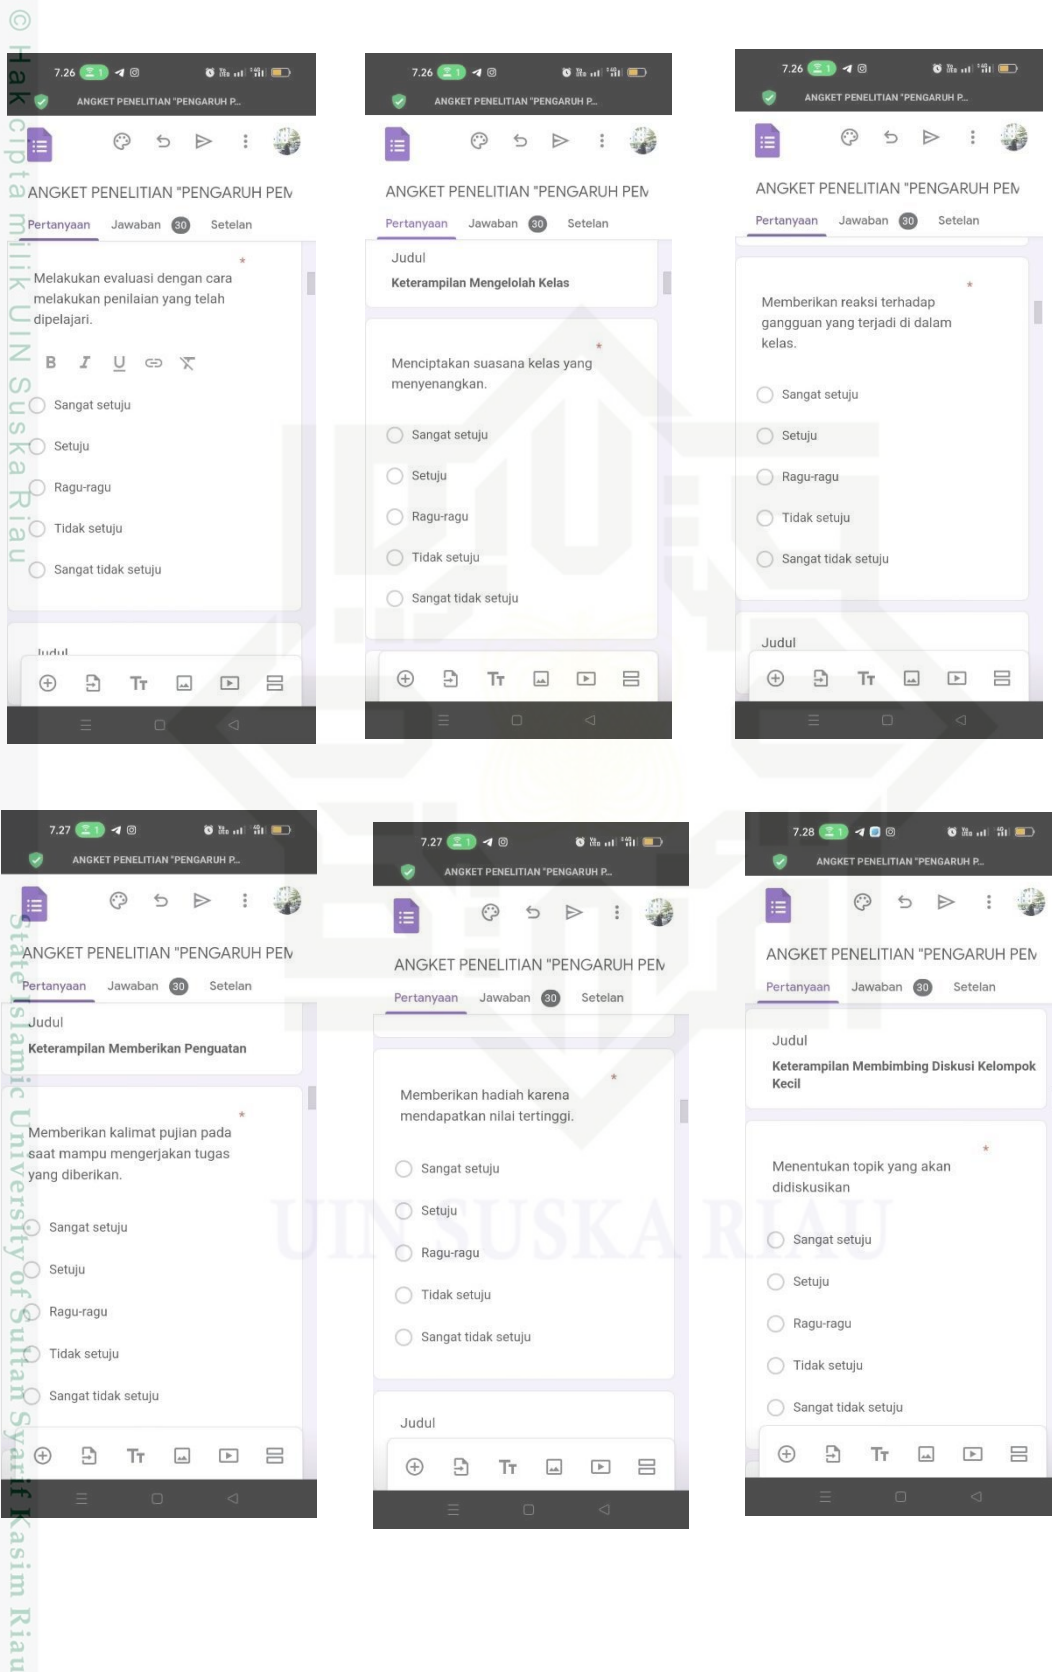 © Hak cipta milik UIN Suska Riau
State Islamic University of Sultan Syarif Kasim Riau
7.26
ANGKET PENELITIAN "PENGARUH P...
ANGKET PENELITIAN "PENGARUH PEM
Pertanyaan Jawaban 30 Setelan
*
Melakukan evaluasi dengan cara
melakukan penilaian yang telah
dipelajari.
B I U
Sangat setuju
Setuju
Ragu-ragu
Tidak setuju
Sangat tidak setuju
Judul
7.26
ANGKET PENELITIAN "PENGARUH P...
ANGKET PENELITIAN "PENGARUH PEM
Pertanyaan Jawaban 30 Setelan
Judul
Keterampilan Mengelolah Kelas
*
Menciptakan suasana kelas yang
menyenangkan.
Sangat setuju
Setuju
Ragu-ragu
Tidak setuju
Sangat tidak setuju
7.26
ANGKET PENELITIAN "PENGARUH P...
ANGKET PENELITIAN "PENGARUH PEM
Pertanyaan Jawaban 30 Setelan
*
Memberikan reaksi terhadap
gangguan yang terjadi di dalam
kelas.
Sangat setuju
Setuju
Ragu-ragu
Tidak setuju
Sangat tidak setuju
Judul
7.27
ANGKET PENELITIAN "PENGARUH P...
ANGKET PENELITIAN "PENGARUH PEM
Pertanyaan Jawaban 30 Setelan
Judul
Keterampilan Memberikan Penguatan
*
Memberikan kalimat pujian pada
saat mampu mengerjakan tugas
yang diberikan.
Sangat setuju
Setuju
Ragu-ragu
Tidak setuju
Sangat tidak setuju
7.27
ANGKET PENELITIAN "PENGARUH P...
ANGKET PENELITIAN "PENGARUH PEM
Pertanyaan Jawaban 30 Setelan
*
Memberikan hadiah karena
mendapatkan nilai tertinggi.
Sangat setuju
Setuju
Ragu-ragu
Tidak setuju
Sangat tidak setuju
Judul
7.28
ANGKET PENELITIAN "PENGARUH P...
ANGKET PENELITIAN "PENGARUH PEM
Pertanyaan Jawaban 30 Setelan
Judul
Keterampilan Membimbing Diskusi Kelompok
Kecil
*
Menentukan topik yang akan
didiskusikan
Sangat setuju
Setuju
Ragu-ragu
Tidak setuju
Sangat tidak setuju
UIN SUSKA RIAU